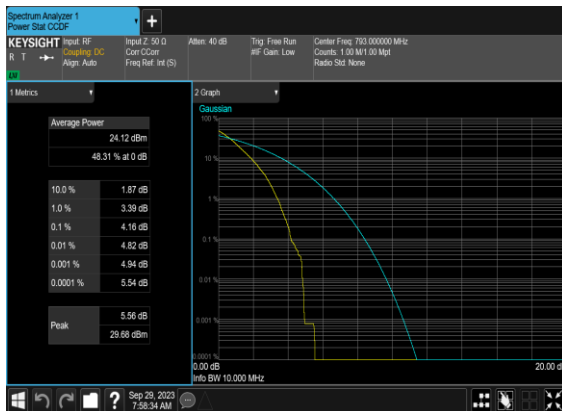 Spectrum Analyzer 1
Power Stat CCDF
+
KEYSIGHT
R T
LXI
Input: RF
Coupling: DC
Align: Auto
Input Z: 50 Ω
Corr CCorr
Freq Ref: Int (S)
Atten: 40 dB
Trig: Free Run
#IF Gain: Low
Center Freq: 793.000000 MHz
Counts: 1.00 M/1.00 Mpt
Radio Std: None
1 Metrics
Average Power
24.12 dBm
48.31 % at 0 dB
10.0 % 1.87 dB
1.0 % 3.39 dB
0.1 % 4.16 dB
0.01 % 4.82 dB
0.001 % 4.94 dB
0.0001 % 5.54 dB
Peak 5.56 dB
29.68 dBm
2 Graph
Gaussian
100 %
10 %
1 %
0.1 %
0.01 %
0.001 %
0.0001 %
0.00 dB
20.00 dB
Info BW 10.000 MHz
?
Sep 29, 2023
7:58:34 AM